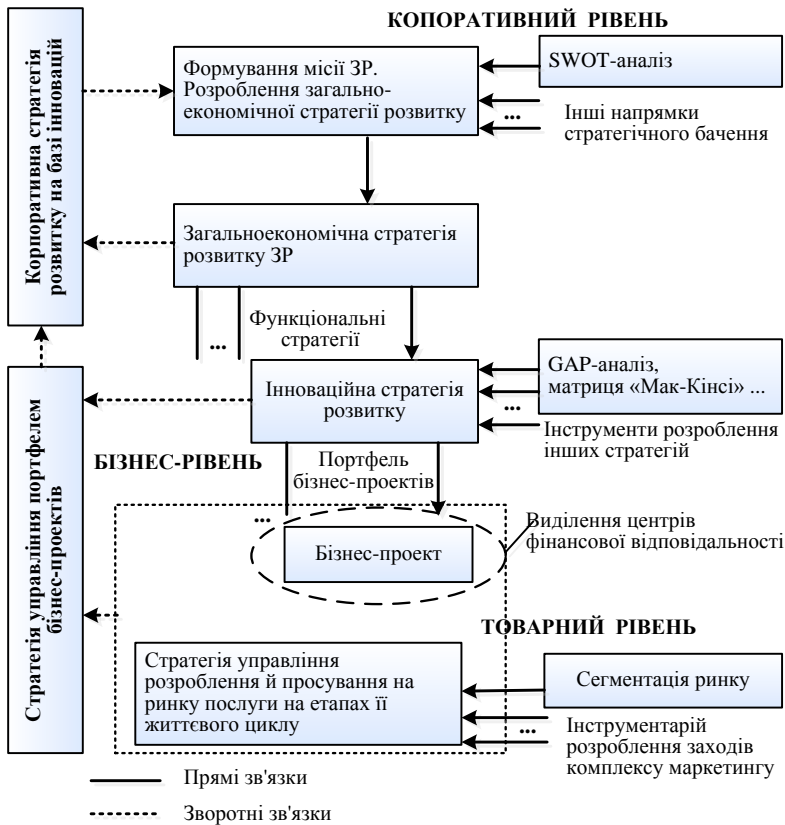 КОПОРАТИВНИЙ РІВЕНЬ
Корпоративна стратегія
розвитку на базі інновацій
Формування місії ЗР.
Розроблення загально-
економічної стратегії розвитку
SWOT-аналіз
...
Інші напрямки
стратегічного бачення
Загальноекономічна стратегія
розвитку ЗР
...
Функціональні
стратегії
Інноваційна стратегія
розвитку
GAP-аналіз,
матриця «Мак-Кінсі» ...
...
Інструменти розроблення
інших стратегій
Стратегія управління портфелем
бізнес-проектів
БІЗНЕС-РІВЕНЬ
Портфель
бізнес-проектів
...
Бізнес-проект
Виділення центрів
фінансової відповідальності
ТОВАРНИЙ РІВЕНЬ
Стратегія управління
розроблення й просування на
ринку послуги на етапах її
життєвого циклу
Сегментація ринку
...
Інструментарій
розроблення заходів
комплексу маркетингу
Прямі зв'язки
Зворотні зв'язки